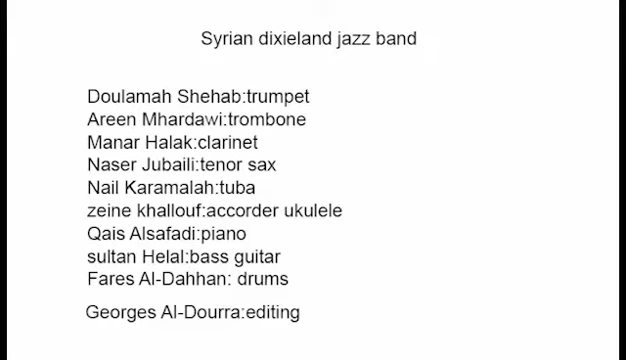 Syrian dixieland jazz band
Doulamah Shehab:trumpet
Areen Mhardawi:trombone
Manar Halak:clarinet
Naser Jubaili:tenor sax
Nail Karamalah:tuba
zeine khallouf:accorder ukulele
Qais Alsafadi:piano
sultan Helal:bass guitar
Fares Al-Dahhan: drums
Georges Al-Dourra:editing